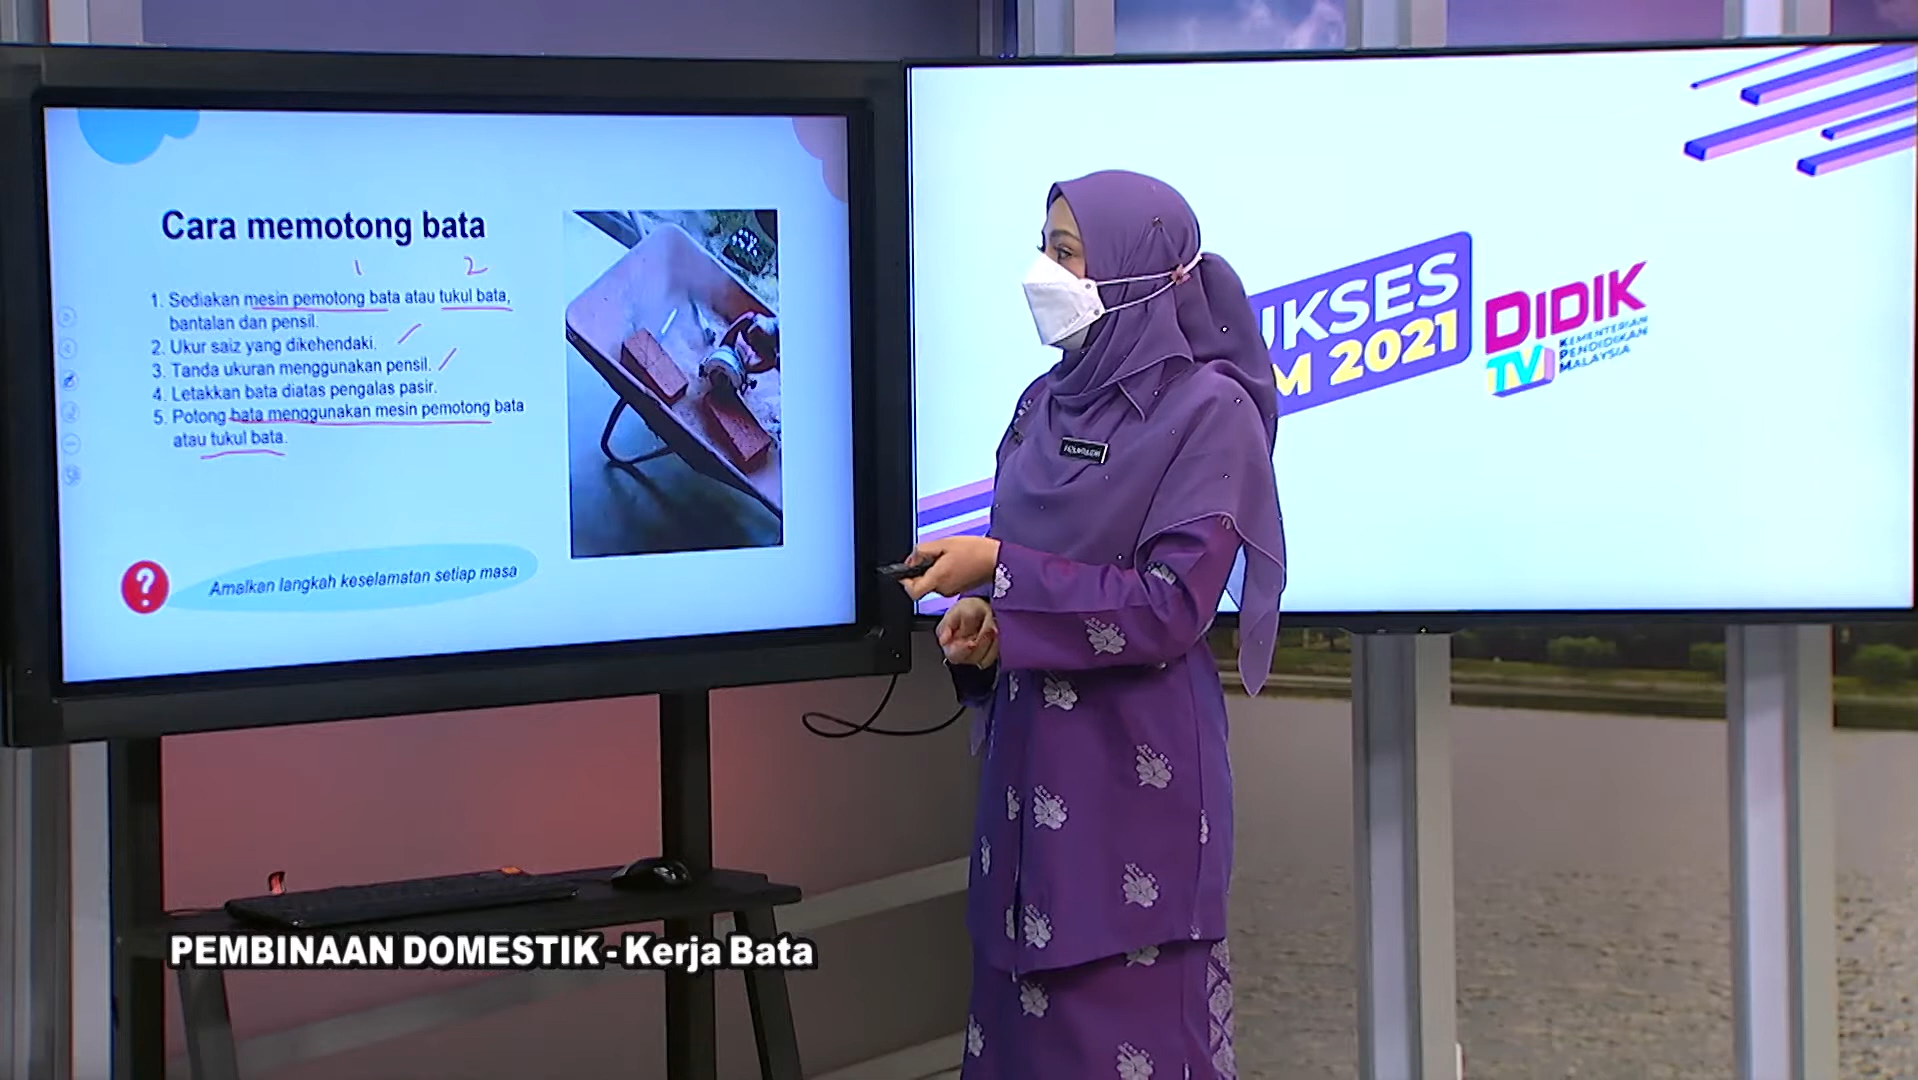 Cara memotong bata
1 2
1. Sediakan mesin pemotong bata atau tukul bata,
bantalan dan pensil.
2. Ukur saiz yang dikehendaki.
3. Tanda ukuran menggunakan pensil.
4. Letakkan bata diatas pengalas pasir.
5. Potong bata menggunakan mesin pemotong bata
atau tukul bata.
?
Amalkan langkah keselamatan setiap masa
UKSES
M 2021
DIDIK
TV
KEMENTERIAN
PENDIDIKAN
MALAYSIA
PEMBINAAN DOMESTIK - Kerja Bata